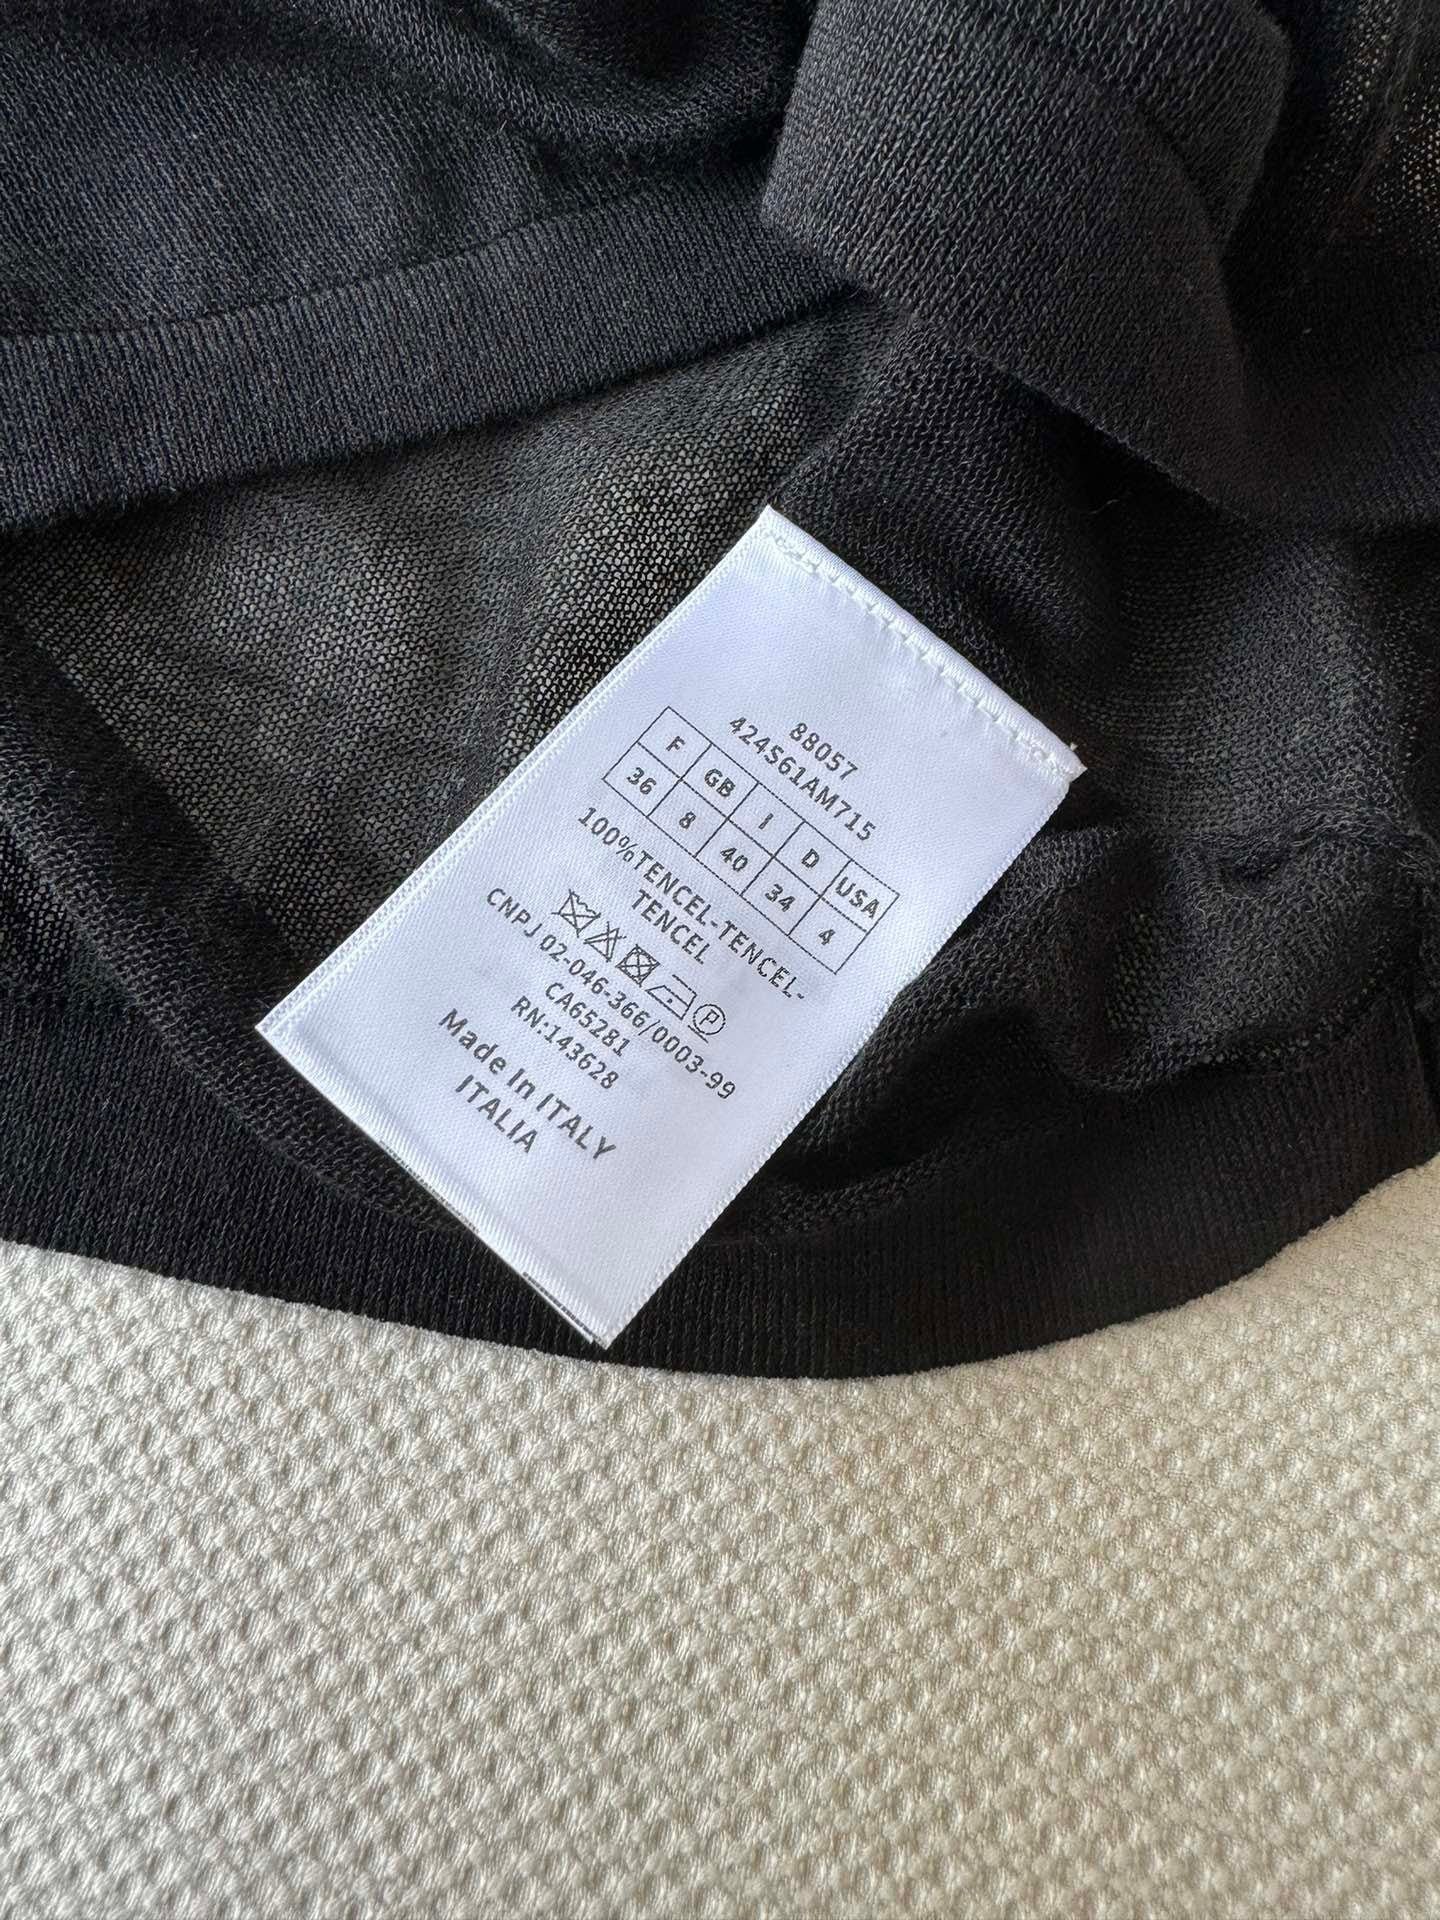 88057
424S61AM715
F GB I D USA
36 8 40 34 4
100%TENCEL-TENCEL-
TENCEL
P
CNPJ 02-046-366/0003-99
CA65281
RN:143628
Made In ITALY
ITALIA